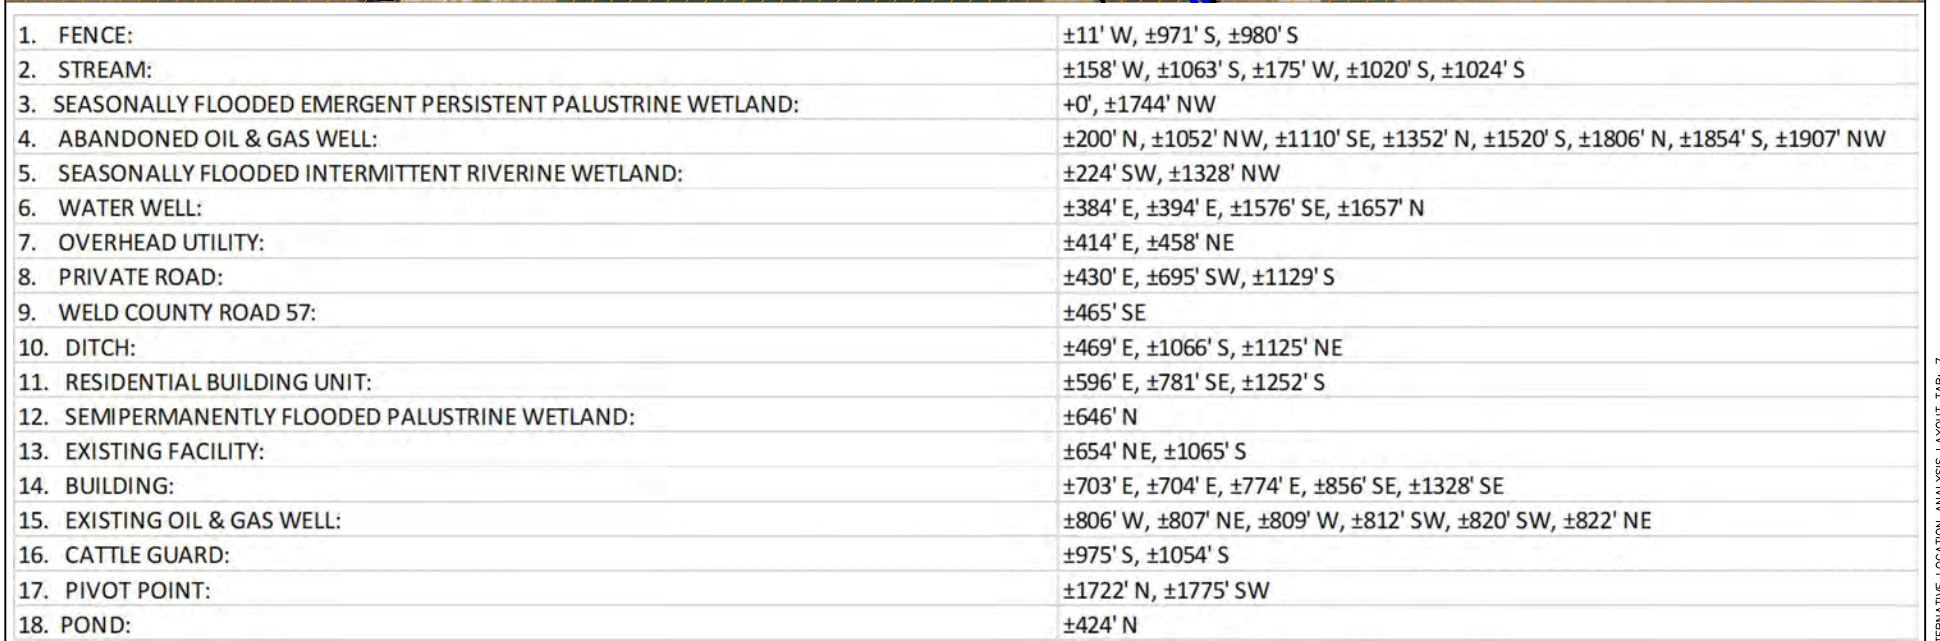 1. FENCE: ±11' W, ±971' S, ±980' S
2. STREAM: ±158' W, ±1063' S, ±175' W, ±1020' S, ±1024' S
3. SEASONALLY FLOODED EMERGENT PERSISTENT PALUSTRINE WETLAND: +0', ±1744' NW
4. ABANDONED OIL & GAS WELL: ±200' N, ±1052' NW, ±1110' SE, ±1352' N, ±1520' S, ±1806' N, ±1854' S, ±1907' NW
5. SEASONALLY FLOODED INTERMITTENT RIVERINE WETLAND: ±224' SW, ±1328' NW
6. WATER WELL: ±384' E, ±394' E, ±1576' SE, ±1657' N
7. OVERHEAD UTILITY: ±414' E, ±458' NE
8. PRIVATE ROAD: ±430' E, ±695' SW, ±1129' S
9. WELD COUNTY ROAD 57: ±465' SE
10. DITCH: ±469' E, ±1066' S, ±1125' NE
11. RESIDENTIAL BUILDING UNIT: ±596' E, ±781' SE, ±1252' S
12. SEMIPERMANENTLY FLOODED PALUSTRINE WETLAND: ±646' N
13. EXISTING FACILITY: ±654' NE, ±1065' S
14. BUILDING: ±703' E, ±704' E, ±774' E, ±856' SE, ±1328' SE
15. EXISTING OIL & GAS WELL: ±806' W, ±807' NE, ±809' W, ±812' SW, ±820' SW, ±822' NE
16. CATTLE GUARD: ±975' S, ±1054' S
17. PIVOT POINT: ±1722' N, ±1775' SW
18. POND: ±424' N
LOCATION ANALYSIS LAYOUT TAB: 7